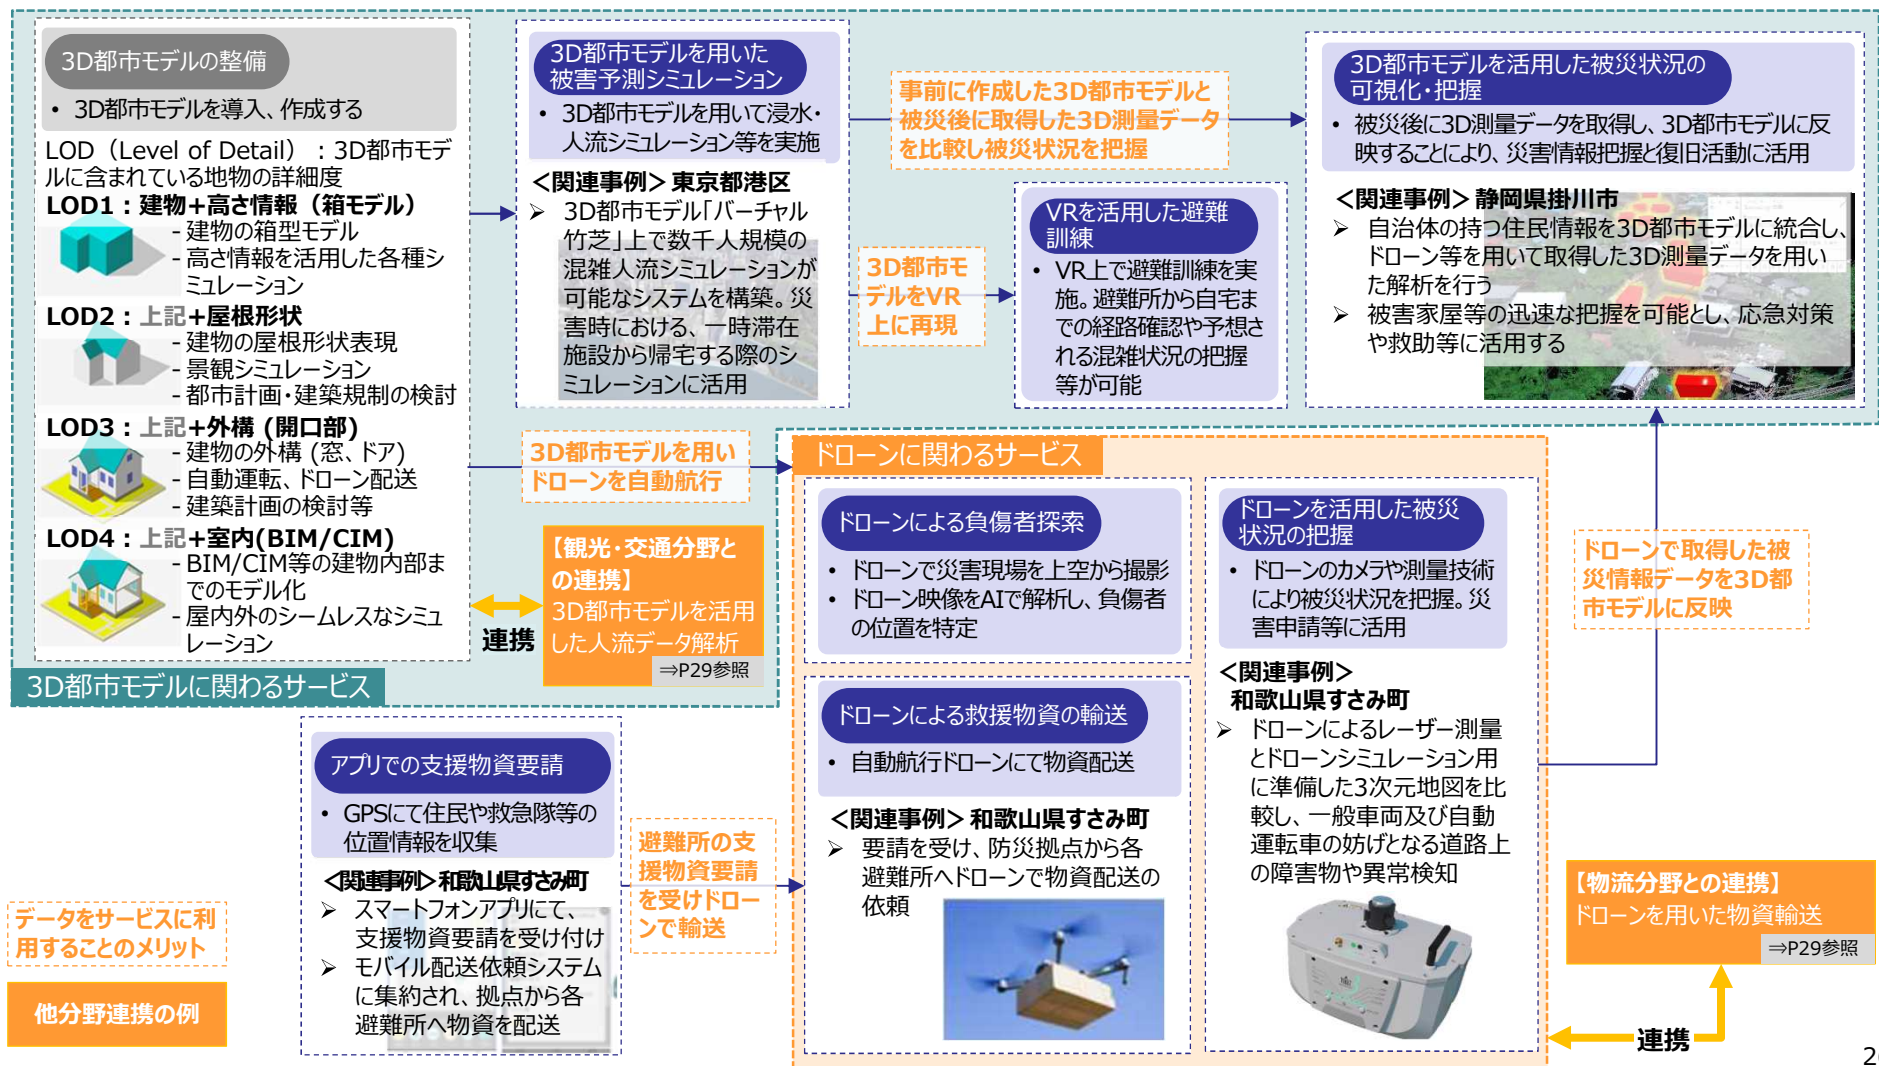 3D都市モデルの整備
• 3D都市モデルを導入、作成する
LOD（Level of Detail）：3D都市モデ
ルに含まれている地物の詳細度
LOD1：建物+高さ情報（箱モデル）
- 建物の箱型モデル
- 高さ情報を活用した各種シ
ミュレーション
LOD2：上記+屋根形状
- 建物の屋根形状表現
- 景観シミュレーション
- 都市計画・建築規制の検討
LOD3：上記+外構 (開口部)
- 建物の外構 (窓、ドア)
- 自動運転、ドローン配送
- 建築計画の検討等
LOD4：上記+室内(BIM/CIM)
- BIM/CIM等の建物内部ま
でのモデル化
- 屋内外のシームレスなシミュ
レーション
3D都市モデルに関わるサービス
3D都市モデルを用いた
被害予測シミュレーション
• 3D都市モデルを用いて浸水・
人流シミュレーション等を実施
＜関連事例＞東京都港区
➢ 3D都市モデル「バーチャル
竹芝」上で数千人規模の
混雑人流シミュレーションが
可能なシステムを構築。災
害時における、一時滞在
施設から帰宅する際のシ
ミュレーションに活用
事前に作成した3D都市モデルと
被災後に取得した3D測量データ
を比較し被災状況を把握
3D都市モ
デルをVR
上に再現
VRを活用した避難
訓練
• VR上で避難訓練を実
施。避難所から自宅ま
での経路確認や予想さ
れる混雑状況の把握
等が可能
3D都市モデルを活用した被災状況の
可視化・把握
• 被災後に3D測量データを取得し、3D都市モデルに反
映することにより、災害情報把握と復旧活動に活用
＜関連事例＞静岡県掛川市
➢ 自治体の持つ住民情報を3D都市モデルに統合し、
ドローン等を用いて取得した3D測量データを用い
た解析を行う
➢ 被害家屋等の迅速な把握を可能とし、応急対策
や救助等に活用する
3D都市モデルを用い
ドローンを自動航行
【観光・交通分野と
の連携】
3D都市モデルを活用
した人流データ解析
⇒P29参照
連携
ドローンに関わるサービス
ドローンによる負傷者探索
• ドローンで災害現場を上空から撮影
• ドローン映像をAIで解析し、負傷者
の位置を特定
ドローンによる救援物資の輸送
• 自動航行ドローンにて物資配送
＜関連事例＞和歌山県すさみ町
➢ 要請を受け、防災拠点から各
避難所へドローンで物資配送の
依頼
ドローンを活用した被災
状況の把握
• ドローンのカメラや測量技術
により被災状況を把握。災
害申請等に活用
＜関連事例＞
和歌山県すさみ町
➢ ドローンによるレーザー測量
とドローンシミュレーション用
に準備した3次元地図を比
較し、一般車両及び自動
運転車の妨げとなる道路上
の障害物や異常検知
ドローンで取得した被
災情報データを3D都
市モデルに反映
アプリでの支援物資要請
• GPSにて住民や救急隊等の
位置情報を収集
＜関連事例＞和歌山県すさみ町
➢ スマートフォンアプリにて、
支援物資要請を受け付け
➢ モバイル配送依頼システム
に集約され、拠点から各
避難所へ物資を配送
避難所の支
援物資要請
を受けドロー
ンで輸送
データをサービスに利
用することのメリット
他分野連携の例
【物流分野との連携】
ドローンを用いた物資輸送
⇒P29参照
連携